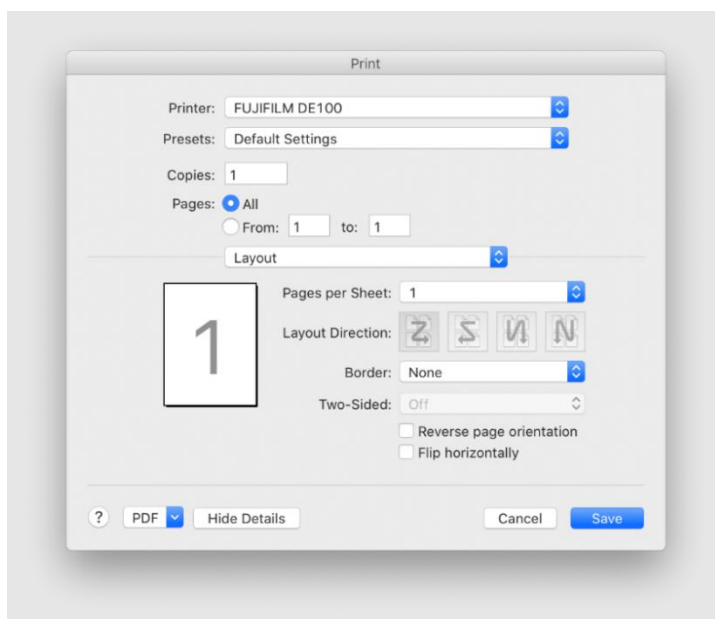 Print
Printer: FUJIFILM DE100
Presets: Default Settings
Copies: 1
Pages: All
From: 1 to: 1
Layout
1
Pages per Sheet: 1
Layout Direction:
Border: None
Two-Sided: Off
Reverse page orientation
Flip horizontally
? PDF Hide Details Cancel Save